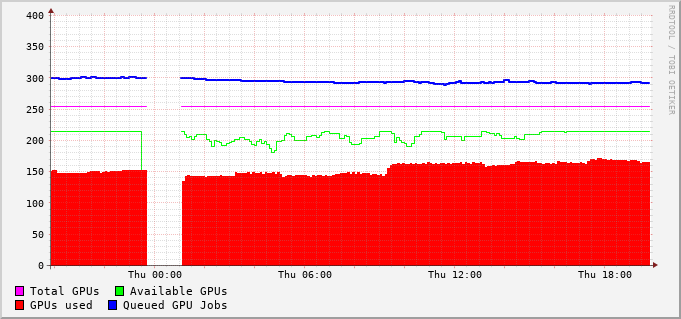 400
350
300
250
200
150
100
50
0
Thu 00:00 Thu 06:00 Thu 12:00 Thu 18:00
Total GPUs Available GPUs
GPUs used Queued GPU Jobs
RRDTOOL / TOBI OETIKER